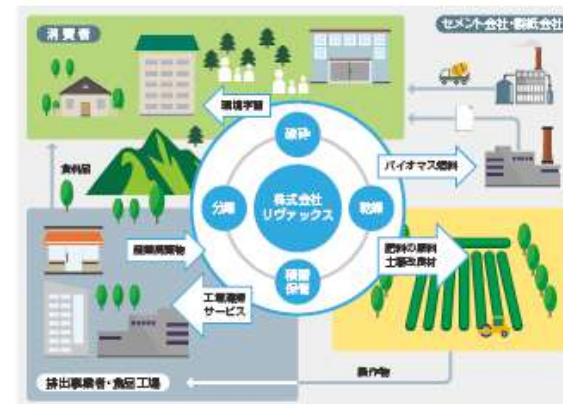 消費者
セメント会社・製紙会社
環境学習
破砕
バイオマス燃料
食料品
分離
株式会社
リヴァックス
乾燥
産業廃棄物
肥料の原料
土壌改良材
積替
保管
工場清掃
サービス
農作物
排出事業者・食品工場